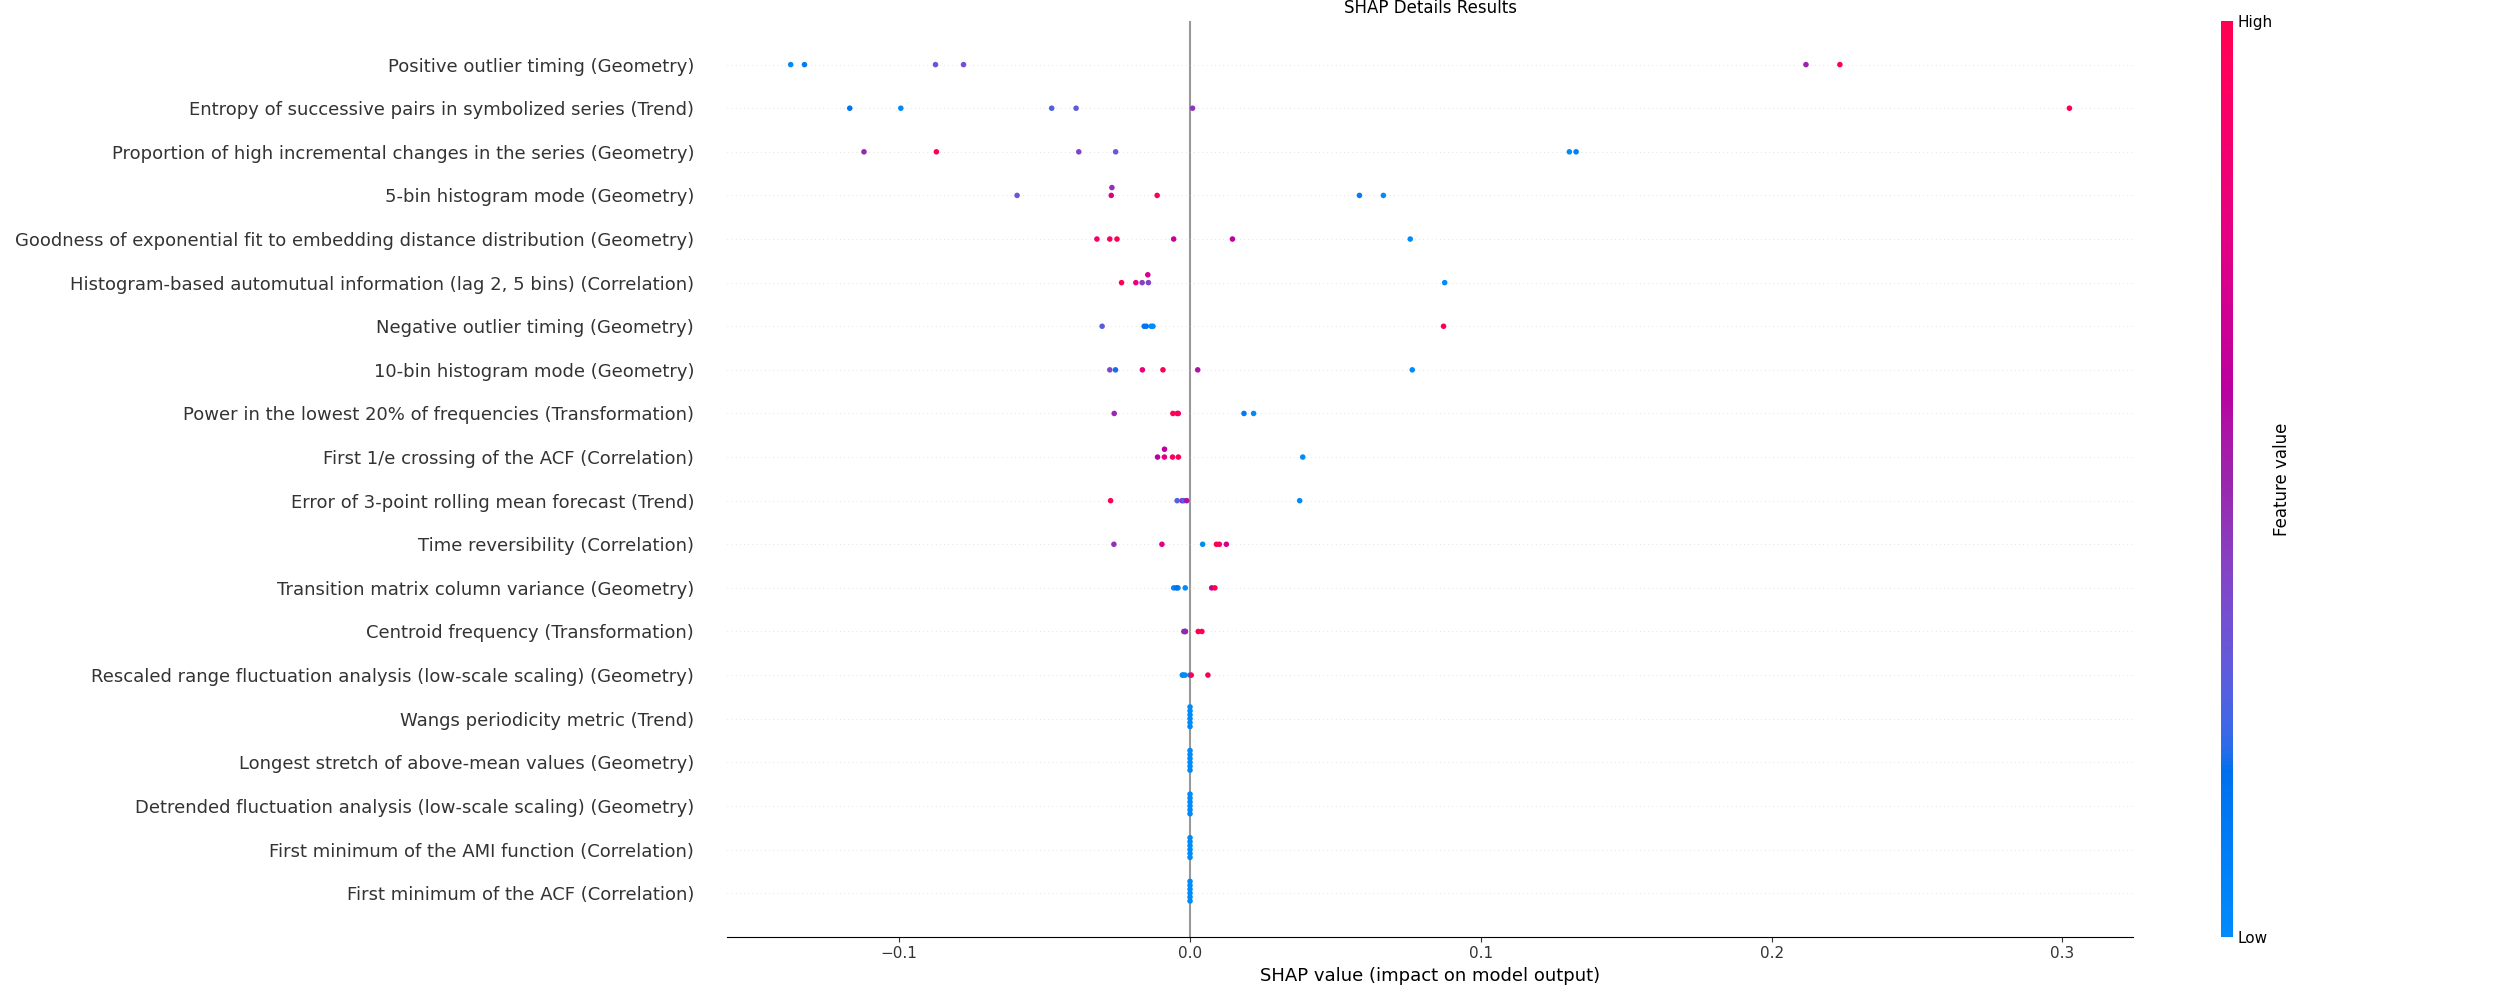 SHAP Details Results
High
Positive outlier timing (Geometry)
Entropy of successive pairs in symbolized series (Trend)
Proportion of high incremental changes in the series (Geometry)
5-bin histogram mode (Geometry)
Goodness of exponential fit to embedding distance distribution (Geometry)
Histogram-based automutual information (lag 2, 5 bins) (Correlation)
Negative outlier timing (Geometry)
10-bin histogram mode (Geometry)
Power in the lowest 20% of frequencies (Transformation)
First 1/e crossing of the ACF (Correlation)
Error of 3-point rolling mean forecast (Trend)
Time reversibility (Correlation)
Transition matrix column variance (Geometry)
Centroid frequency (Transformation)
Rescaled range fluctuation analysis (low-scale scaling) (Geometry)
Wangs periodicity metric (Trend)
Longest stretch of above-mean values (Geometry)
Detrended fluctuation analysis (low-scale scaling) (Geometry)
First minimum of the AMI function (Correlation)
First minimum of the ACF (Correlation)
Feature value
Low
−0.1 0.0 0.1 0.2 0.3
SHAP value (impact on model output)